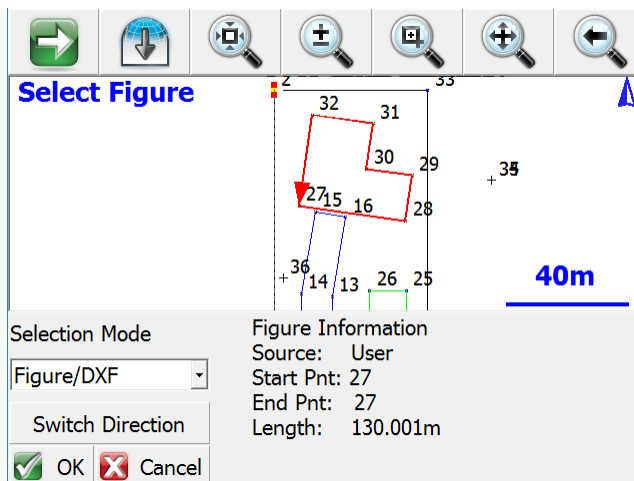 2
33
Select Figure
32
31
30
29
27
15
16
28
36
14
13
26
25
40m
Selection Mode
Figure/DXF
Switch Direction
OK
Cancel
Figure Information
Source: User
Start Pnt: 27
End Pnt: 27
Length: 130.001m